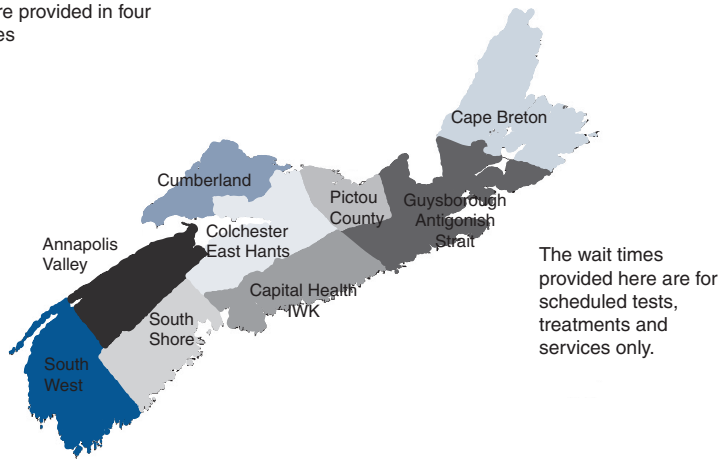 re provided in four
es
Cape Breton
Cumberland
Pictou
County
Guysborough
Antigonish
Strait
Colchester
East Hants
Annapolis
Valley
Capital Health
IWK
South
Shore
South
West
The wait times
provided here are for
scheduled tests,
treatments and
services only.